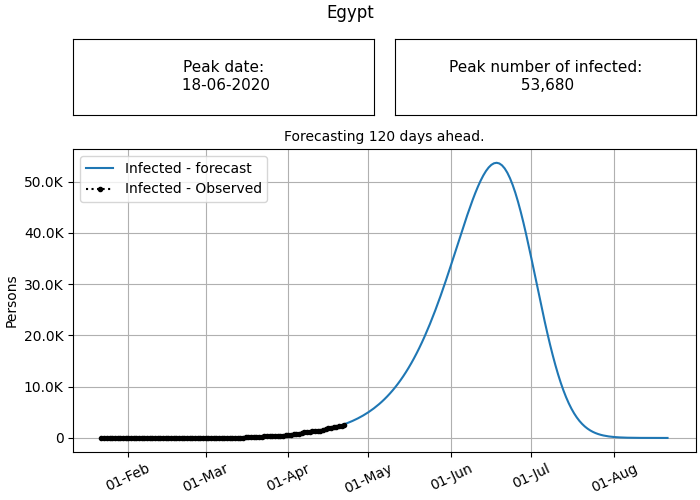 Egypt
Peak date:
18-06-2020
Peak number of infected:
53,680
Forecasting 120 days ahead.
Infected - forecast
Infected - Observed
50.0K
40.0K
30.0K
20.0K
10.0K
0
Persons
01-Feb
01-Mar
01-Apr
01-May
01-Jun
01-Jul
01-Aug